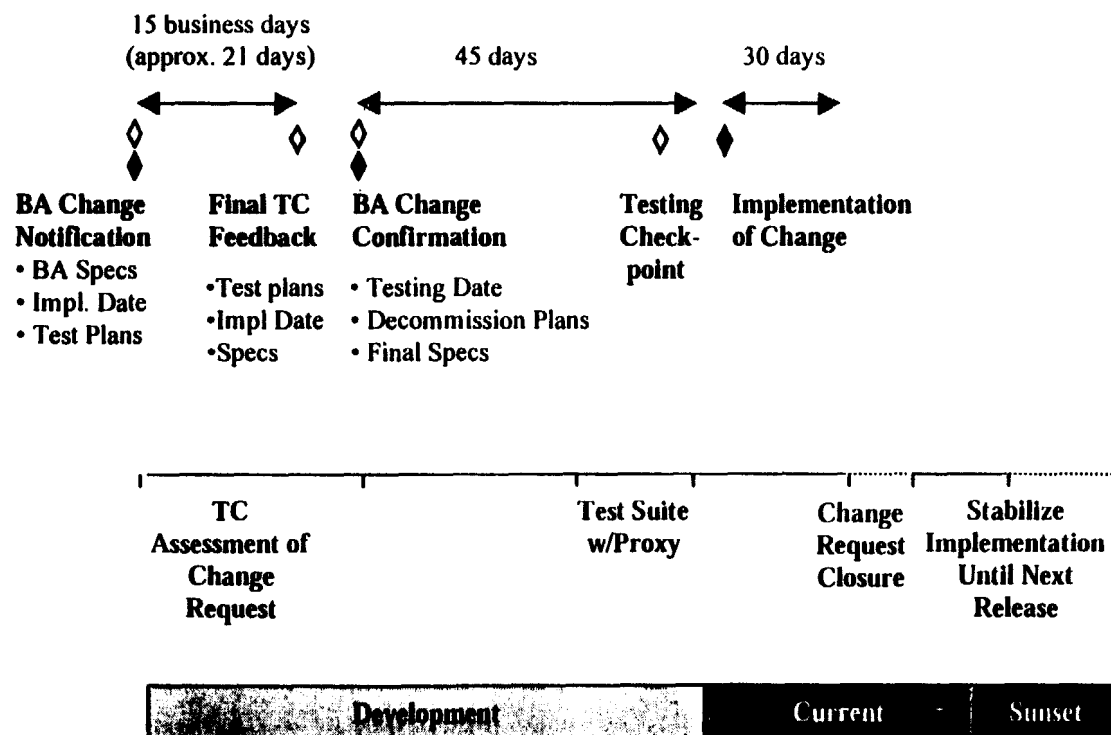 15 business days
(approx. 21 days)
45 days
30 days
BA Change
Notification
• BA Specs
• Impl. Date
• Test Plans
Final TC
Feedback
•Test plans
•Impl Date
•Specs
BA Change
Confirmation
• Testing Date
• Decommission Plans
• Final Specs
Testing
Check-
point
Implementation
of Change
TC
Assessment of
Change
Request
Test Suite
w/Proxy
Change
Request
Closure
Stabilize
Implementation
Until Next
Release
Development
Current
Sunset